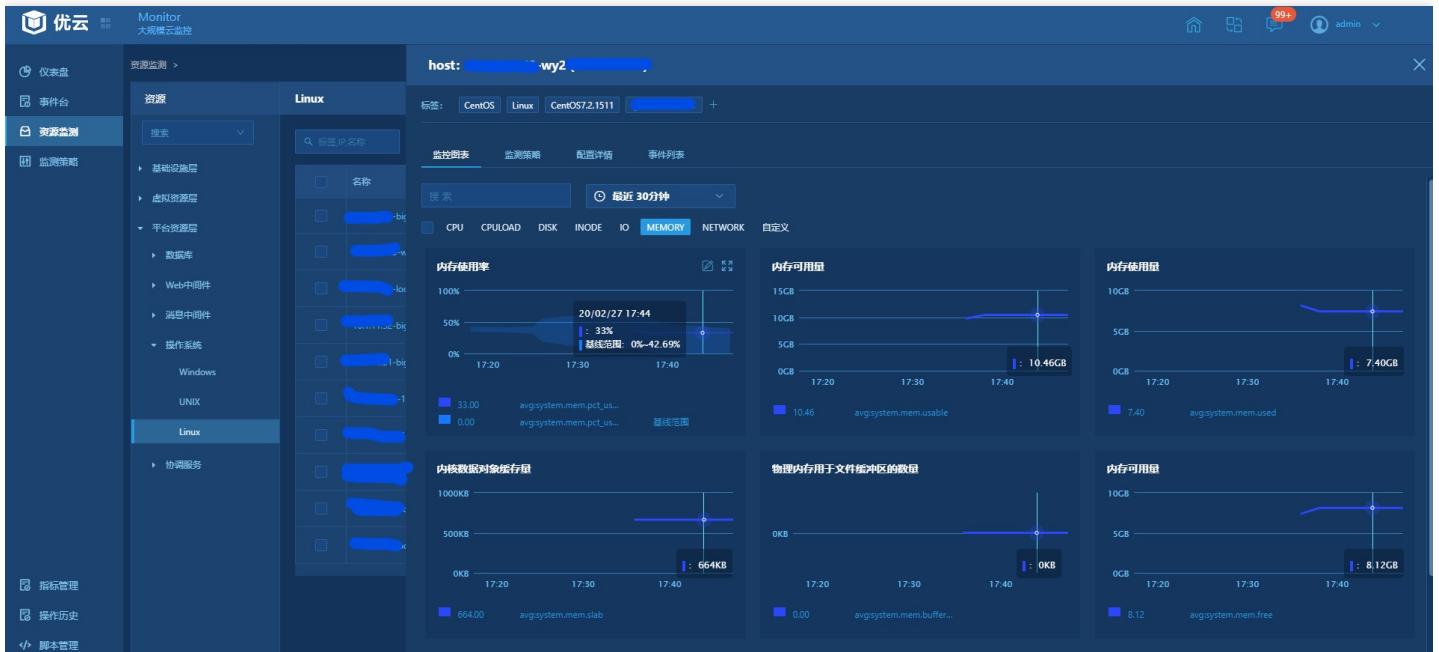 优云
Monitor
大规模云监控
99+
admin
仪表盘
事件台
资源监测
监测策略
指标管理
操作历史
脚本管理
资源监测 >
资源
搜索
基础设施层
虚拟资源层
平台资源层
数据库
Web中间件
消息中间件
操作系统
Windows
UNIX
Linux
协调服务
Linux
标签,IP,名称
名称
-big
-big
host: -wy2
标签: CentOS Linux CentOS7.2.1511 +
监控图表 监测策略 配置详情 事件列表
搜索 最近 30分钟
CPU CPULOAD DISK INODE IO MEMORY NETWORK 自定义
内存使用率
100%
50%
0%
17:20 17:30 17:40
20/02/27 17:44
: 33%
基线范围: 0%~42.69%
33.00 avg:system.mem.pct_us...
0.00 avg:system.mem.pct_us... 基线范围
内存可用量
15GB
10GB
5GB
0GB
17:20 17:30 17:40
: 10.46GB
10.46 avg:system.mem.usable
内存使用量
10GB
5GB
0GB
17:20 17:30 17:40
: 7.40GB
7.40 avg:system.mem.used
内核数据对象缓存量
1000KB
500KB
0KB
17:20 17:30 17:40
: 664KB
664.00 avg:system.mem.slab
物理内存用于文件缓冲区的数量
0KB
17:20 17:30 17:40
: 0KB
0.00 avg:system.mem.buffer...
内存可用量
10GB
5GB
0GB
17:20 17:30 17:40
: 8.12GB
8.12 avg:system.mem.free